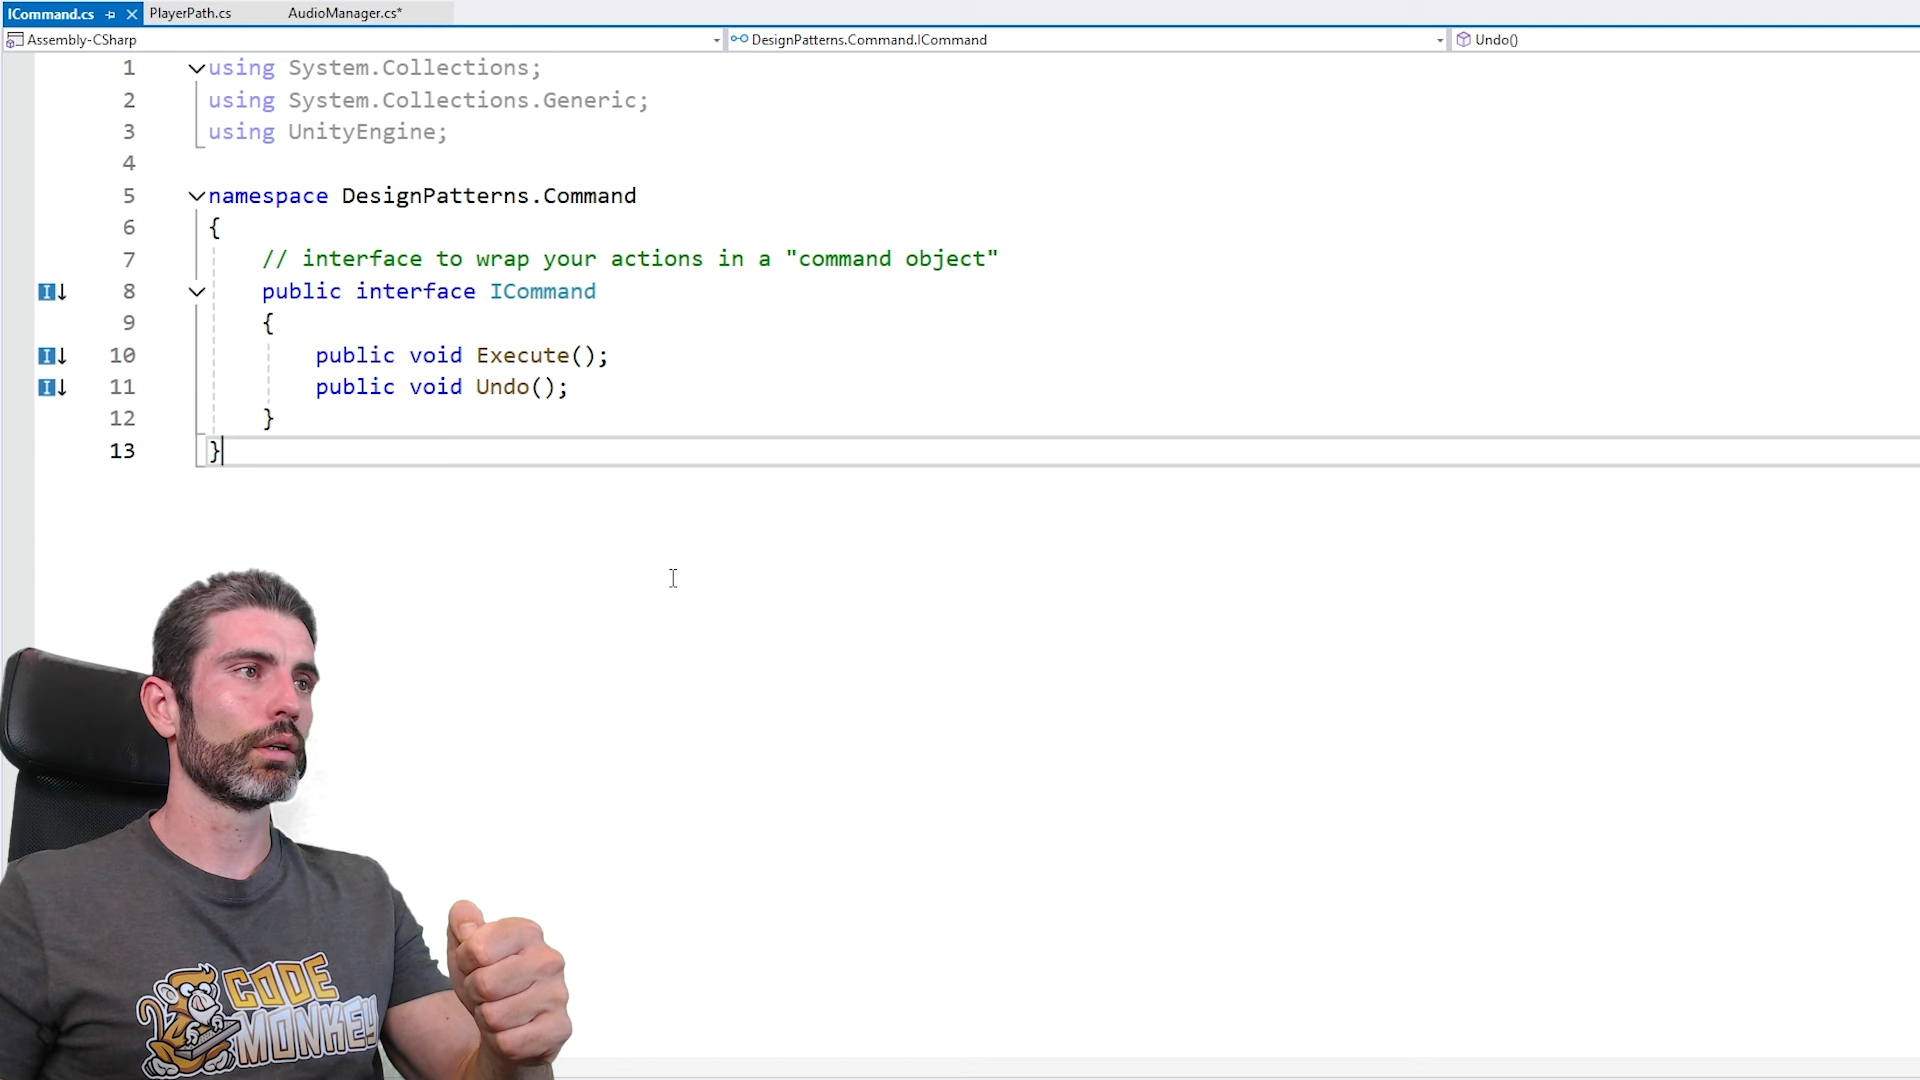 ICommand.cs
PlayerPath.cs
AudioManager.cs*
Assembly-CSharp
DesignPatterns.Command.ICommand
Undo()
1 using System.Collections;
2 using System.Collections.Generic;
3 using UnityEngine;
4
5 namespace DesignPatterns.Command
6 {
7 // interface to wrap your actions in a "command object"
8 public interface ICommand
9 {
10 public void Execute();
11 public void Undo();
12 }
13 }
CODE
MONKEY